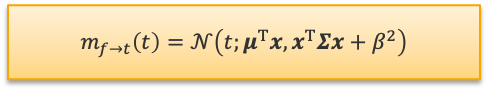 m_{f→t}(t) = 𝒩(t; μᵀx, xᵀΣx + β²)